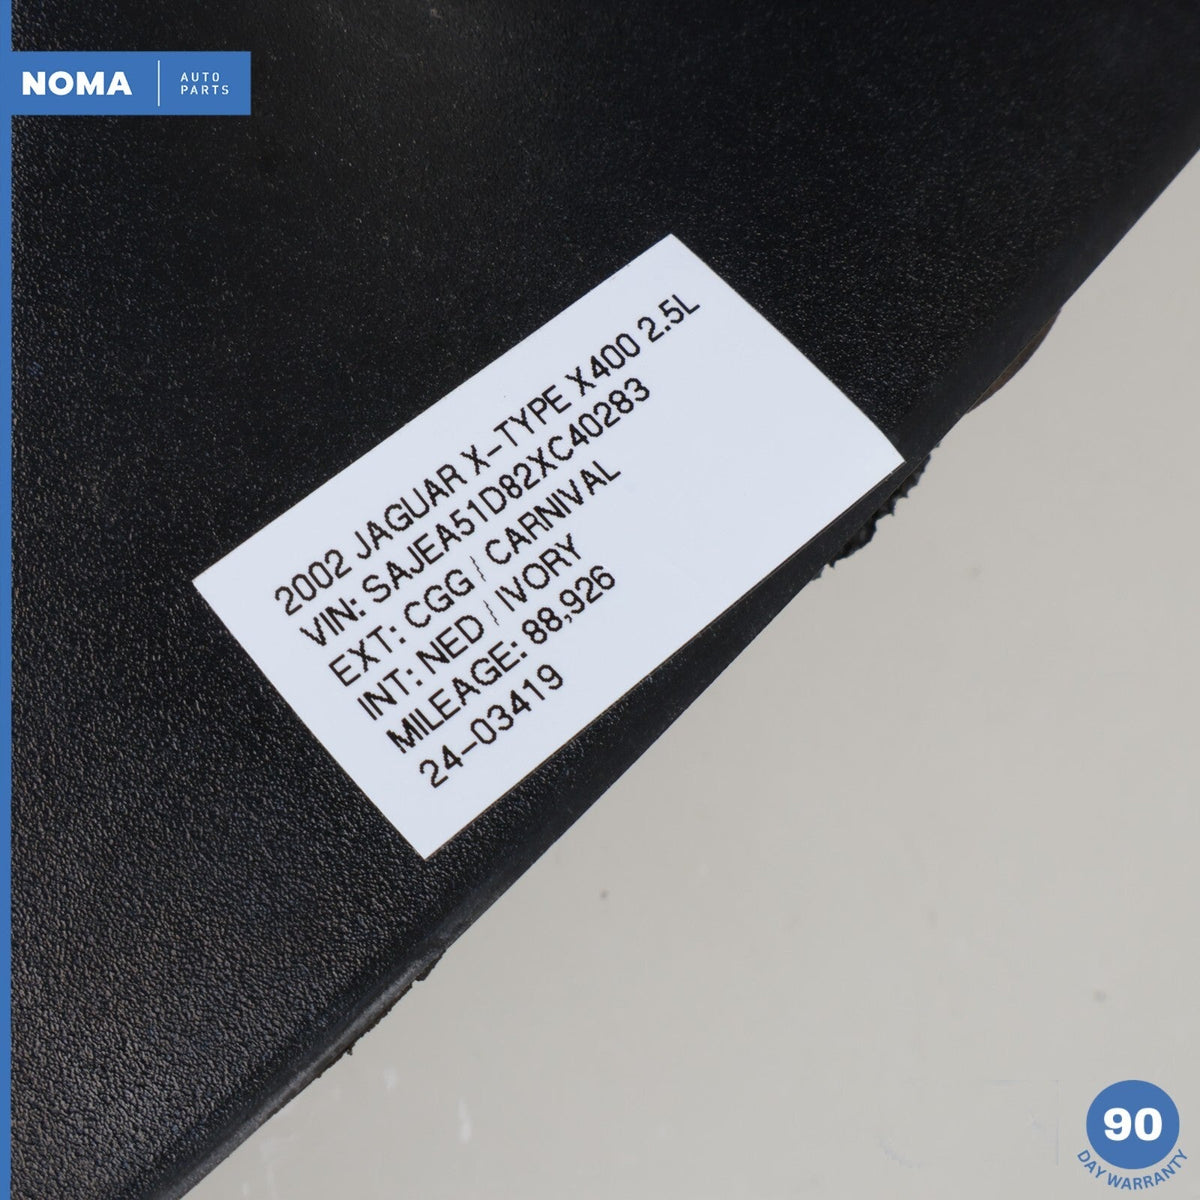 NOMA
AUTO
PARTS
2002 JAGUAR X-TYPE X400 2.5L
VIN: SAJEA51D82XC40283
EXT: CGG / CARNIVAL
INT: NED / IVORY
MILEAGE: 88,926
24-03419
90
DAY WARRANTY